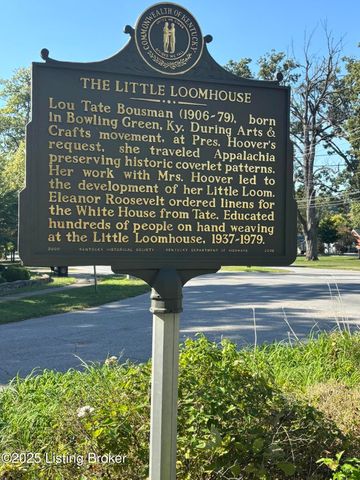 COMMONWEALTH OF KENTUCKY
THE LITTLE LOOMHOUSE
Lou Tate Bousman (1906-79), born
in Bowling Green, Ky. During Arts &
Crafts movement, at Pres. Hoover's
request, she traveled Appalachia
preserving historic coverlet patterns.
Her work with Mrs. Hoover led to
the development of her Little Loom.
Eleanor Roosevelt ordered linens for
the White House from Tate. Educated
hundreds of people on hand weaving
at the Little Loomhouse, 1937-1979.
KENTUCKY HISTORICAL SOCIETY KENTUCKY DEPARTMENT OF HIGHWAYS
©2025 Listing Broker